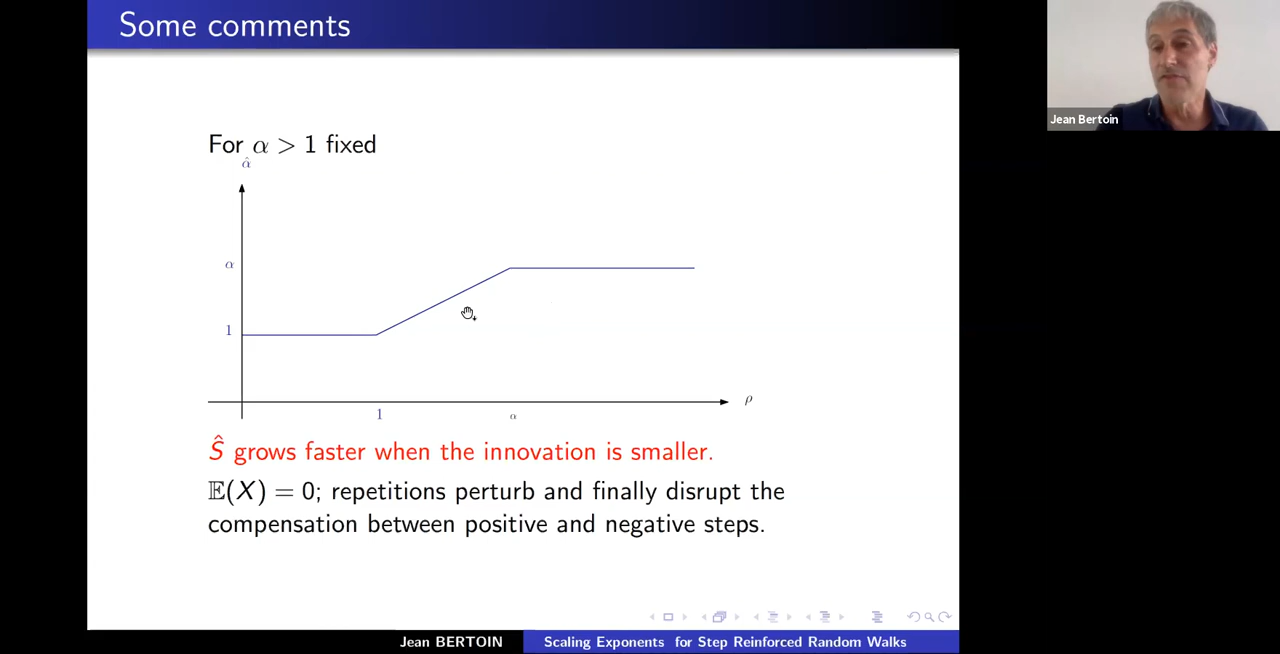 Some comments
Jean Bertoin
For α > 1 fixed
α̂
α
1
ρ
1
α
Ŝ grows faster when the innovation is smaller.
𝔼(X) = 0; repetitions perturb and finally disrupt the
compensation between positive and negative steps.
Jean BERTOIN
Scaling Exponents for Step Reinforced Random Walks